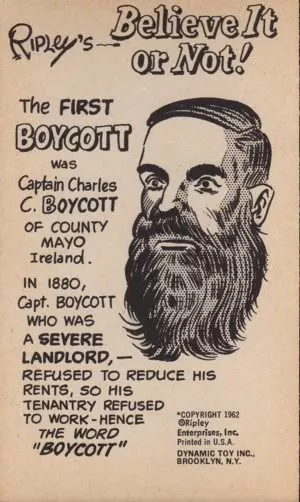 Ripley's—
Believe It
or Not!
The FIRST
BOYCOTT
WAS
Captain Charles
C. BOYCOTT
OF COUNTY
MAYO
Ireland.
IN 1880,
Capt. BOYCOTT
WHO WAS
A SEVERE
LANDLORD,—
REFUSED TO REDUCE HIS
RENTS, SO HIS
TENANTRY REFUSED
TO WORK-HENCE
THE WORD
"BOYCOTT"
*COPYRIGHT 1962
®Ripley
Enterprises, Inc.
Printed in U.S.A.
DYNAMIC TOY INC.,
BROOKLYN, N.Y.